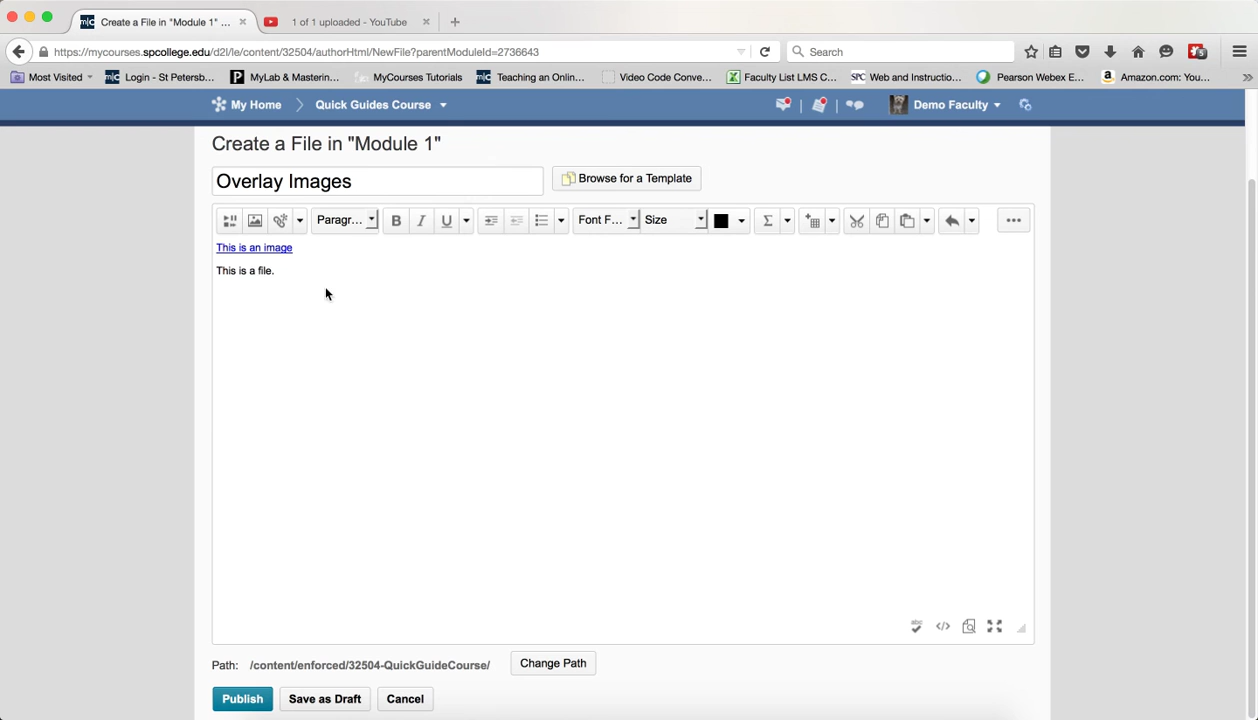 Create a File in "Module 1" ...
1 of 1 uploaded - YouTube
https://mycourses.spcollege.edu/d2l/le/content/32504/authorHtml/NewFile?parentModuleId=2736643
Search
5
Most Visited
m|c Login - St Petersb...
P MyLab & Masterin...
MyCourses Tutorials
m|c Teaching an Onlin...
Video Code Conve...
X Faculty List LMS C...
SPC Web and Instructio...
Pearson Webex E...
a Amazon.com: You...
My Home
Quick Guides Course
Demo Faculty
Create a File in "Module 1"
Overlay Images
Browse for a Template
Paragr...
B I U
Font F...
Size
Σ
This is an image
This is a file.
abc
Path: /content/enforced/32504-QuickGuideCourse/
Change Path
Publish
Save as Draft
Cancel